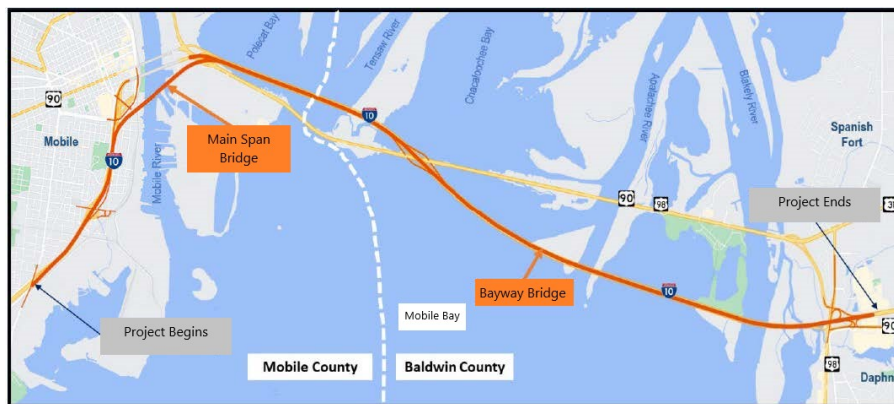 Polecat Bay
Tensaw River
Chacaloochee Bay
Apalachee River
Blakely River
90
Main Span
Bridge
10
Mobile
Spanish
Fort
10
Mobile River
90
98
Project Ends
31
Bayway Bridge
10
90
Project Begins
Mobile Bay
98
Mobile County
Baldwin County
Daphn